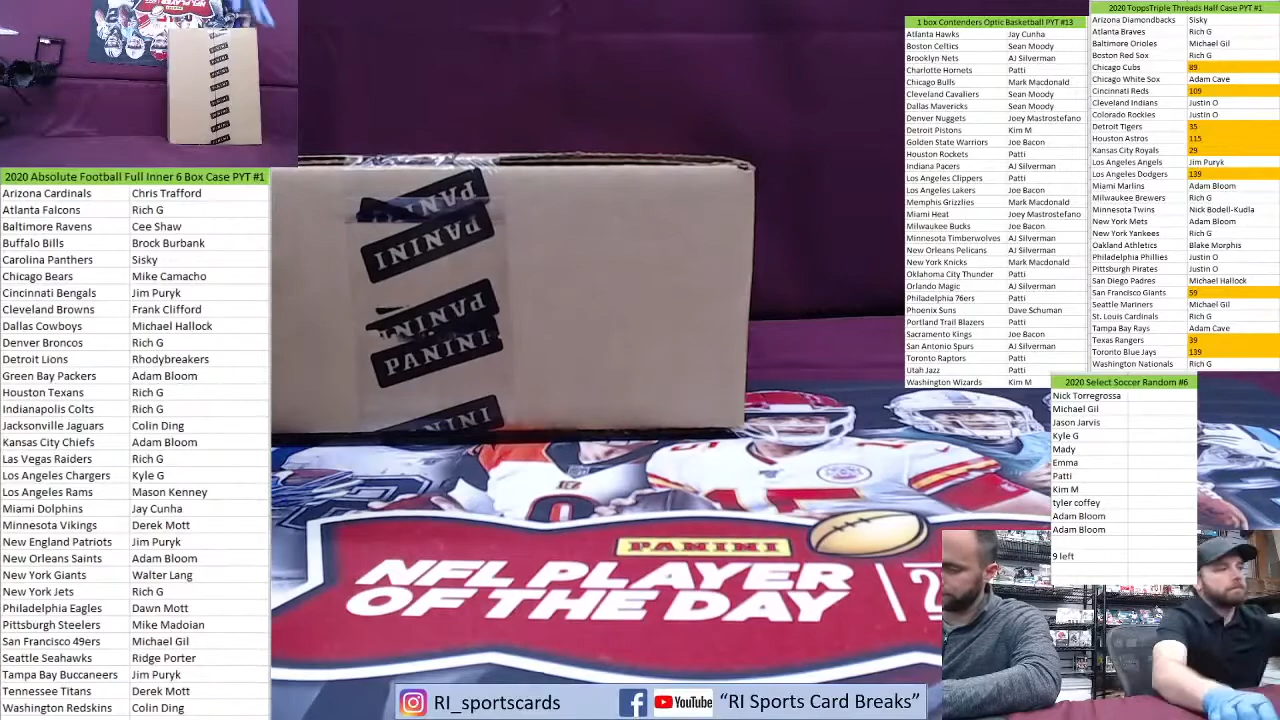 2020 Absolute Football Full Inner 6 Box Case PYT #1
Arizona Cardinals Chris Trafford
Atlanta Falcons Rich G
Baltimore Ravens Cee Shaw
Buffalo Bills Brock Burbank
Carolina Panthers Sisky
Chicago Bears Mike Camacho
Cincinnati Bengals Jim Puryk
Cleveland Browns Frank Clifford
Dallas Cowboys Michael Hallock
Denver Broncos Rich G
Detroit Lions Rhodybreakers
Green Bay Packers Adam Bloom
Houston Texans Rich G
Indianapolis Colts Rich G
Jacksonville Jaguars Colin Ding
Kansas City Chiefs Adam Bloom
Las Vegas Raiders Rich G
Los Angeles Chargers Kyle G
Los Angeles Rams Mason Kenney
Miami Dolphins Jay Cunha
Minnesota Vikings Derek Mott
New England Patriots Jim Puryk
New Orleans Saints Adam Bloom
New York Giants Walter Lang
New York Jets Rich G
Philadelphia Eagles Dawn Mott
Pittsburgh Steelers Mike Madoian
San Francisco 49ers Michael Gil
Seattle Seahawks Ridge Porter
Tampa Bay Buccaneers Jim Puryk
Tennessee Titans Derek Mott
Washington Redskins Colin Ding
PANINI
PANINI
PANINI
PANINI
INI
PANINI
NFL PLAYER
OF THE DAY
2
RI_sportscards
YouTube
"RI Sports Card Breaks"
1 box Contenders Optic Basketball PYT #13
Atlanta Hawks Jay Cunha
Boston Celtics Sean Moody
Brooklyn Nets AJ Silverman
Charlotte Hornets Patti
Chicago Bulls Mark Macdonald
Cleveland Cavaliers Sean Moody
Dallas Mavericks Sean Moody
Denver Nuggets Joey Mastrostefano
Detroit Pistons Kim M
Golden State Warriors Joe Bacon
Houston Rockets Patti
Indiana Pacers AJ Silverman
Los Angeles Clippers Patti
Los Angeles Lakers Joe Bacon
Memphis Grizzlies Mark Macdonald
Miami Heat Joey Mastrostefano
Milwaukee Bucks Joe Bacon
Minnesota Timberwolves AJ Silverman
New Orleans Pelicans AJ Silverman
New York Knicks Mark Macdonald
Oklahoma City Thunder Patti
Orlando Magic AJ Silverman
Philadelphia 76ers Patti
Phoenix Suns Dave Schuman
Portland Trail Blazers Patti
Sacramento Kings Joe Bacon
San Antonio Spurs AJ Silverman
Toronto Raptors Patti
Utah Jazz Patti
Washington Wizards Kim M
2020 ToppsTriple Threads Half Case PYT #1
Arizona Diamondbacks Sisky
Atlanta Braves Rich G
Baltimore Orioles Michael Gil
Boston Red Sox Rich G
Chicago Cubs 89
Chicago White Sox Adam Cave
Cincinnati Reds 109
Cleveland Indians Justin O
Colorado Rockies Justin O
Detroit Tigers 35
Houston Astros 115
Kansas City Royals 29
Los Angeles Angels Jim Puryk
Los Angeles Dodgers 139
Miami Marlins Adam Bloom
Milwaukee Brewers Rich G
Minnesota Twins Nick Bodell-Kudla
New York Mets Adam Bloom
New York Yankees Rich G
Oakland Athletics Blake Morphis
Philadelphia Phillies Justin O
Pittsburgh Pirates Justin O
San Diego Padres Michael Hallock
San Francisco Giants 59
Seattle Mariners Michael Gil
St. Louis Cardinals Rich G
Tampa Bay Rays Adam Cave
Texas Rangers 39
Toronto Blue Jays 139
Washington Nationals Rich G
2020 Select Soccer Random #6
Nick Torregrossa
Michael Gil
Jason Jarvis
Kyle G
Mady
Emma
Patti
Kim M
tyler coffey
Adam Bloom
Adam Bloom
9 left